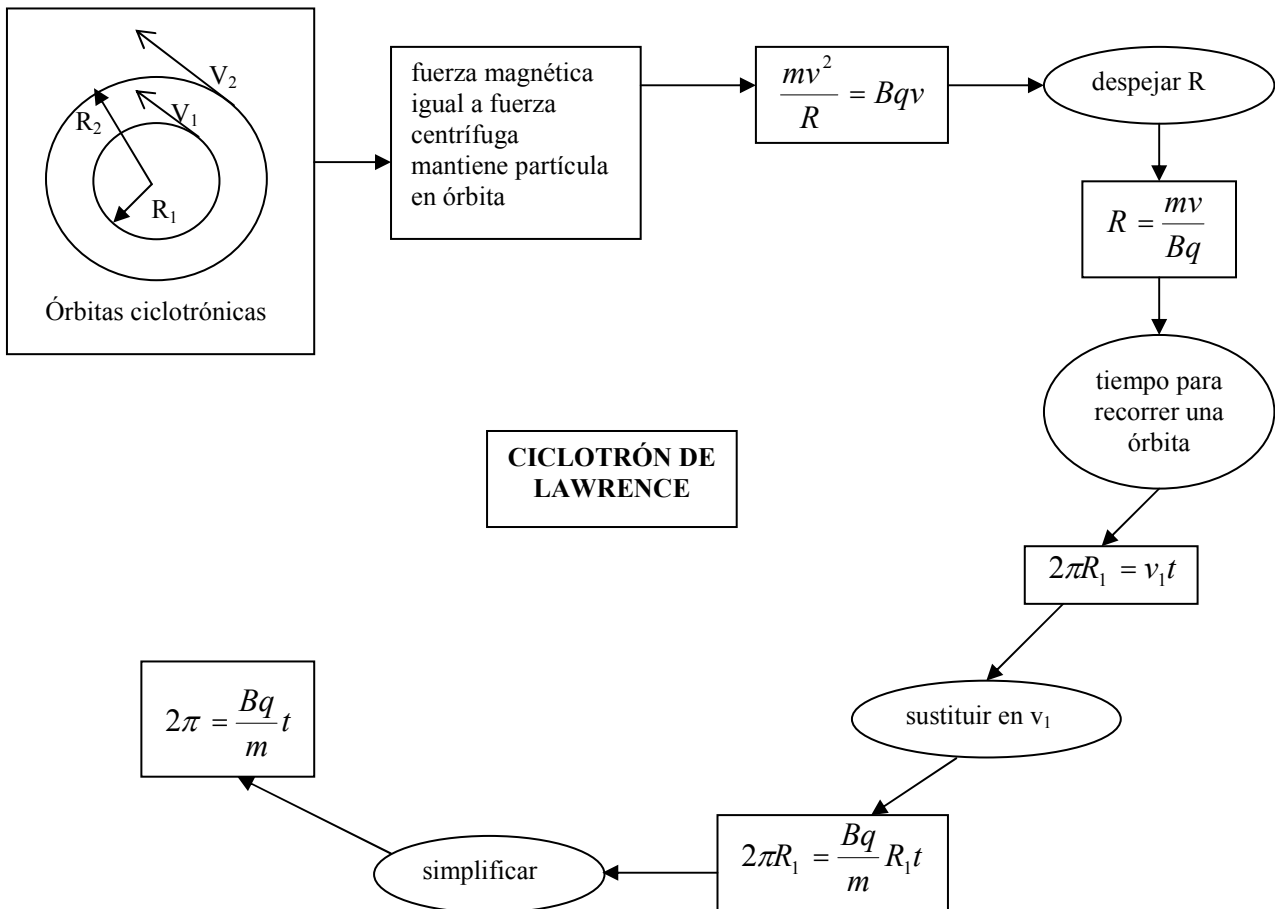 V₂
V₁
R₂
R₁
Órbitas ciclotrónicas
fuerza magnética
igual a fuerza
centrífuga
mantiene partícula
en órbita
mv²/R = Bqv
despejar R
R = mv/Bq
tiempo para
recorrer una
órbita
CICLOTRÓN DE
LAWRENCE
2πR₁ = v₁t
sustituir en v₁
2πR₁ = Bq/m R₁t
simplificar
2π = Bq/m t